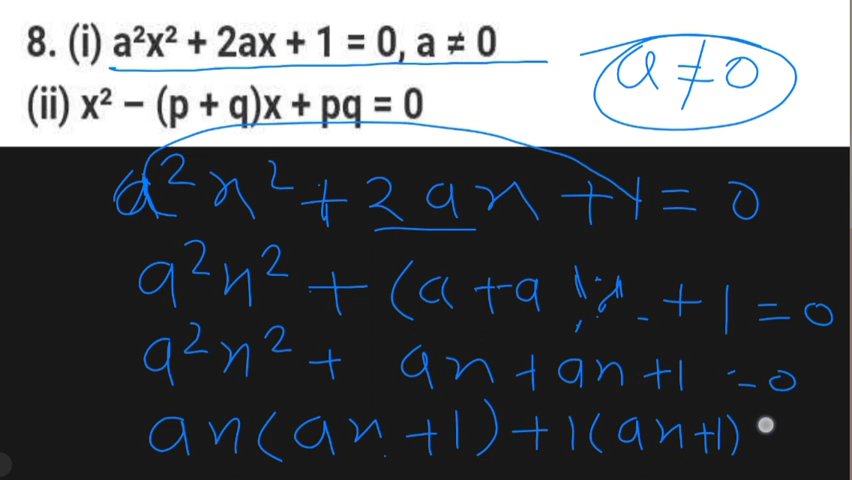 8. (i) a²x² + 2ax + 1 = 0, a ≠ 0
a ≠ 0
(ii) x² – (p + q)x + pq = 0
a²x² + 2ax + 1 = 0
a²x² + (a + a)x + 1 = 0
a²x² + ax + ax + 1 = 0
ax(ax + 1) + 1(ax + 1)